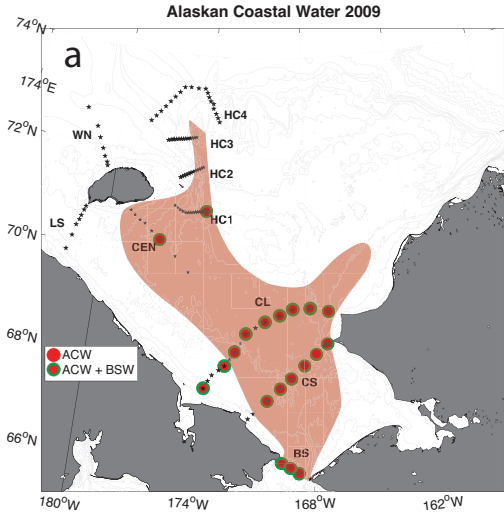 Alaskan Coastal Water 2009
a
74°N
174°E
72°N
70°N
68°N
66°N
HC4
WN
HC3
HC2
LS
HC1
CEN
CL
ACW
ACW + BSW
CS
BS
180°W
174°W
168°W
162°W